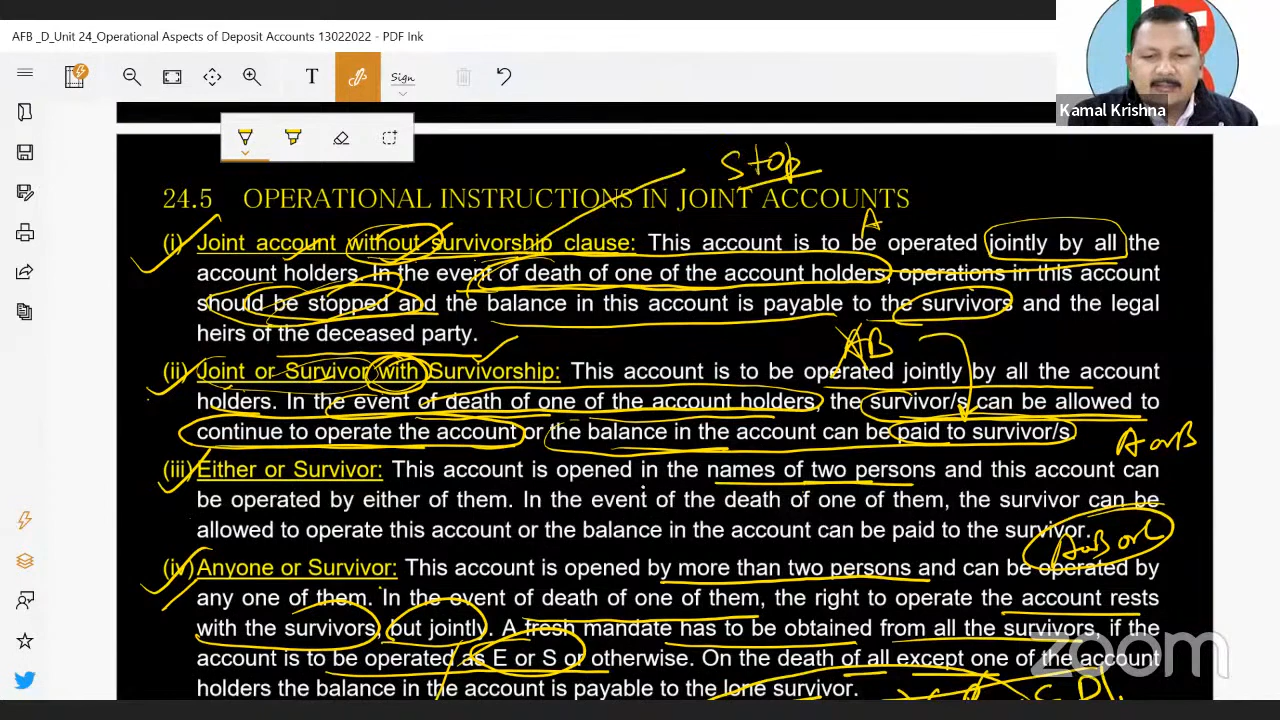 AFB _D_Unit 24_Operational Aspects of Deposit Accounts 13022022 - PDF Ink
T
Sign
Kamal Krishna
Stop
24.5 OPERATIONAL INSTRUCTIONS IN JOINT ACCOUNTS
A
(i) Joint account without survivorship clause: This account is to be operated jointly by all the
account holders. In the event of death of one of the account holders, operations in this account
should be stopped and the balance in this account is payable to the survivors and the legal
heirs of the deceased party.
AB
(ii) Joint or Survivor with Survivorship: This account is to be operated jointly by all the account
holders. In the event of death of one of the account holders, the survivor/s can be allowed to
continue to operate the account or the balance in the account can be paid to survivor/s.
A or B
(iii) Either or Survivor: This account is opened in the names of two persons and this account can
be operated by either of them. In the event of the death of one of them, the survivor can be
allowed to operate this account or the balance in the account can be paid to the survivor.
A or B or C
(iv) Anyone or Survivor: This account is opened by more than two persons and can be operated by
any one of them. In the event of death of one of them, the right to operate the account rests
with the survivors, but jointly. A fresh mandate has to be obtained from all the survivors, if the
account is to be operated as E or S or otherwise. On the death of all except one of the account
holders the balance in the account is payable to the lone survivor.
zoom